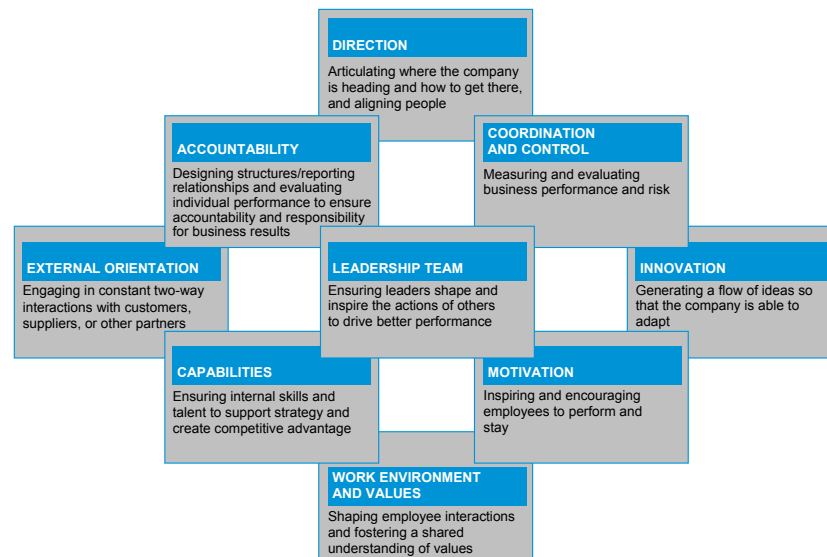 DIRECTION
Articulating where the company
is heading and how to get there,
and aligning people
ACCOUNTABILITY
Designing structures/reporting
relationships and evaluating
individual performance to ensure
accountability and responsibility
for business results
COORDINATION
AND CONTROL
Measuring and evaluating
business performance and risk
EXTERNAL ORIENTATION
Engaging in constant two-way
interactions with customers,
suppliers, or other partners
LEADERSHIP TEAM
Ensuring leaders shape and
inspire the actions of others
to drive better performance
INNOVATION
Generating a flow of ideas so
that the company is able to
adapt
CAPABILITIES
Ensuring internal skills and
talent to support strategy and
create competitive advantage
MOTIVATION
Inspiring and encouraging
employees to perform and
stay
WORK ENVIRONMENT
AND VALUES
Shaping employee interactions
and fostering a shared
understanding of values